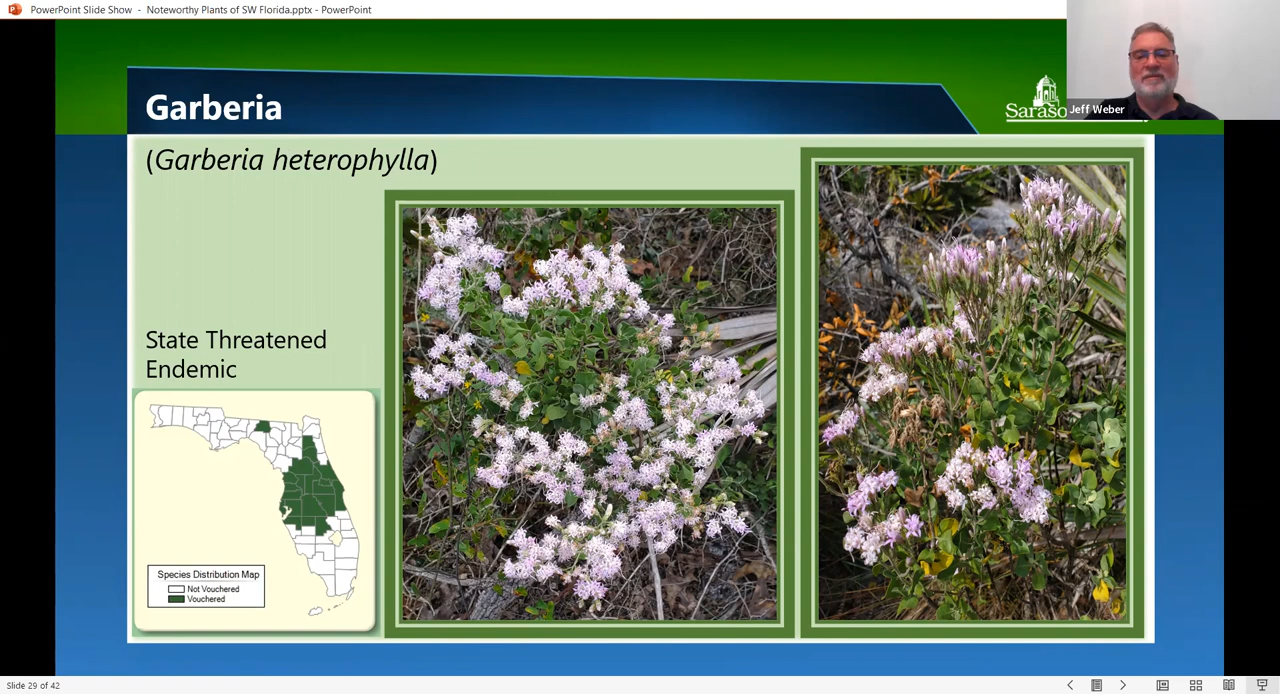 PowerPoint Slide Show - Noteworthy Plants of SW Florida.pptx - PowerPoint
Garberia
Saraso
Jeff Weber
(Garberia heterophylla)
State Threatened
Endemic
Species Distribution Map
Not Vouchered
Vouchered
Slide 29 of 42